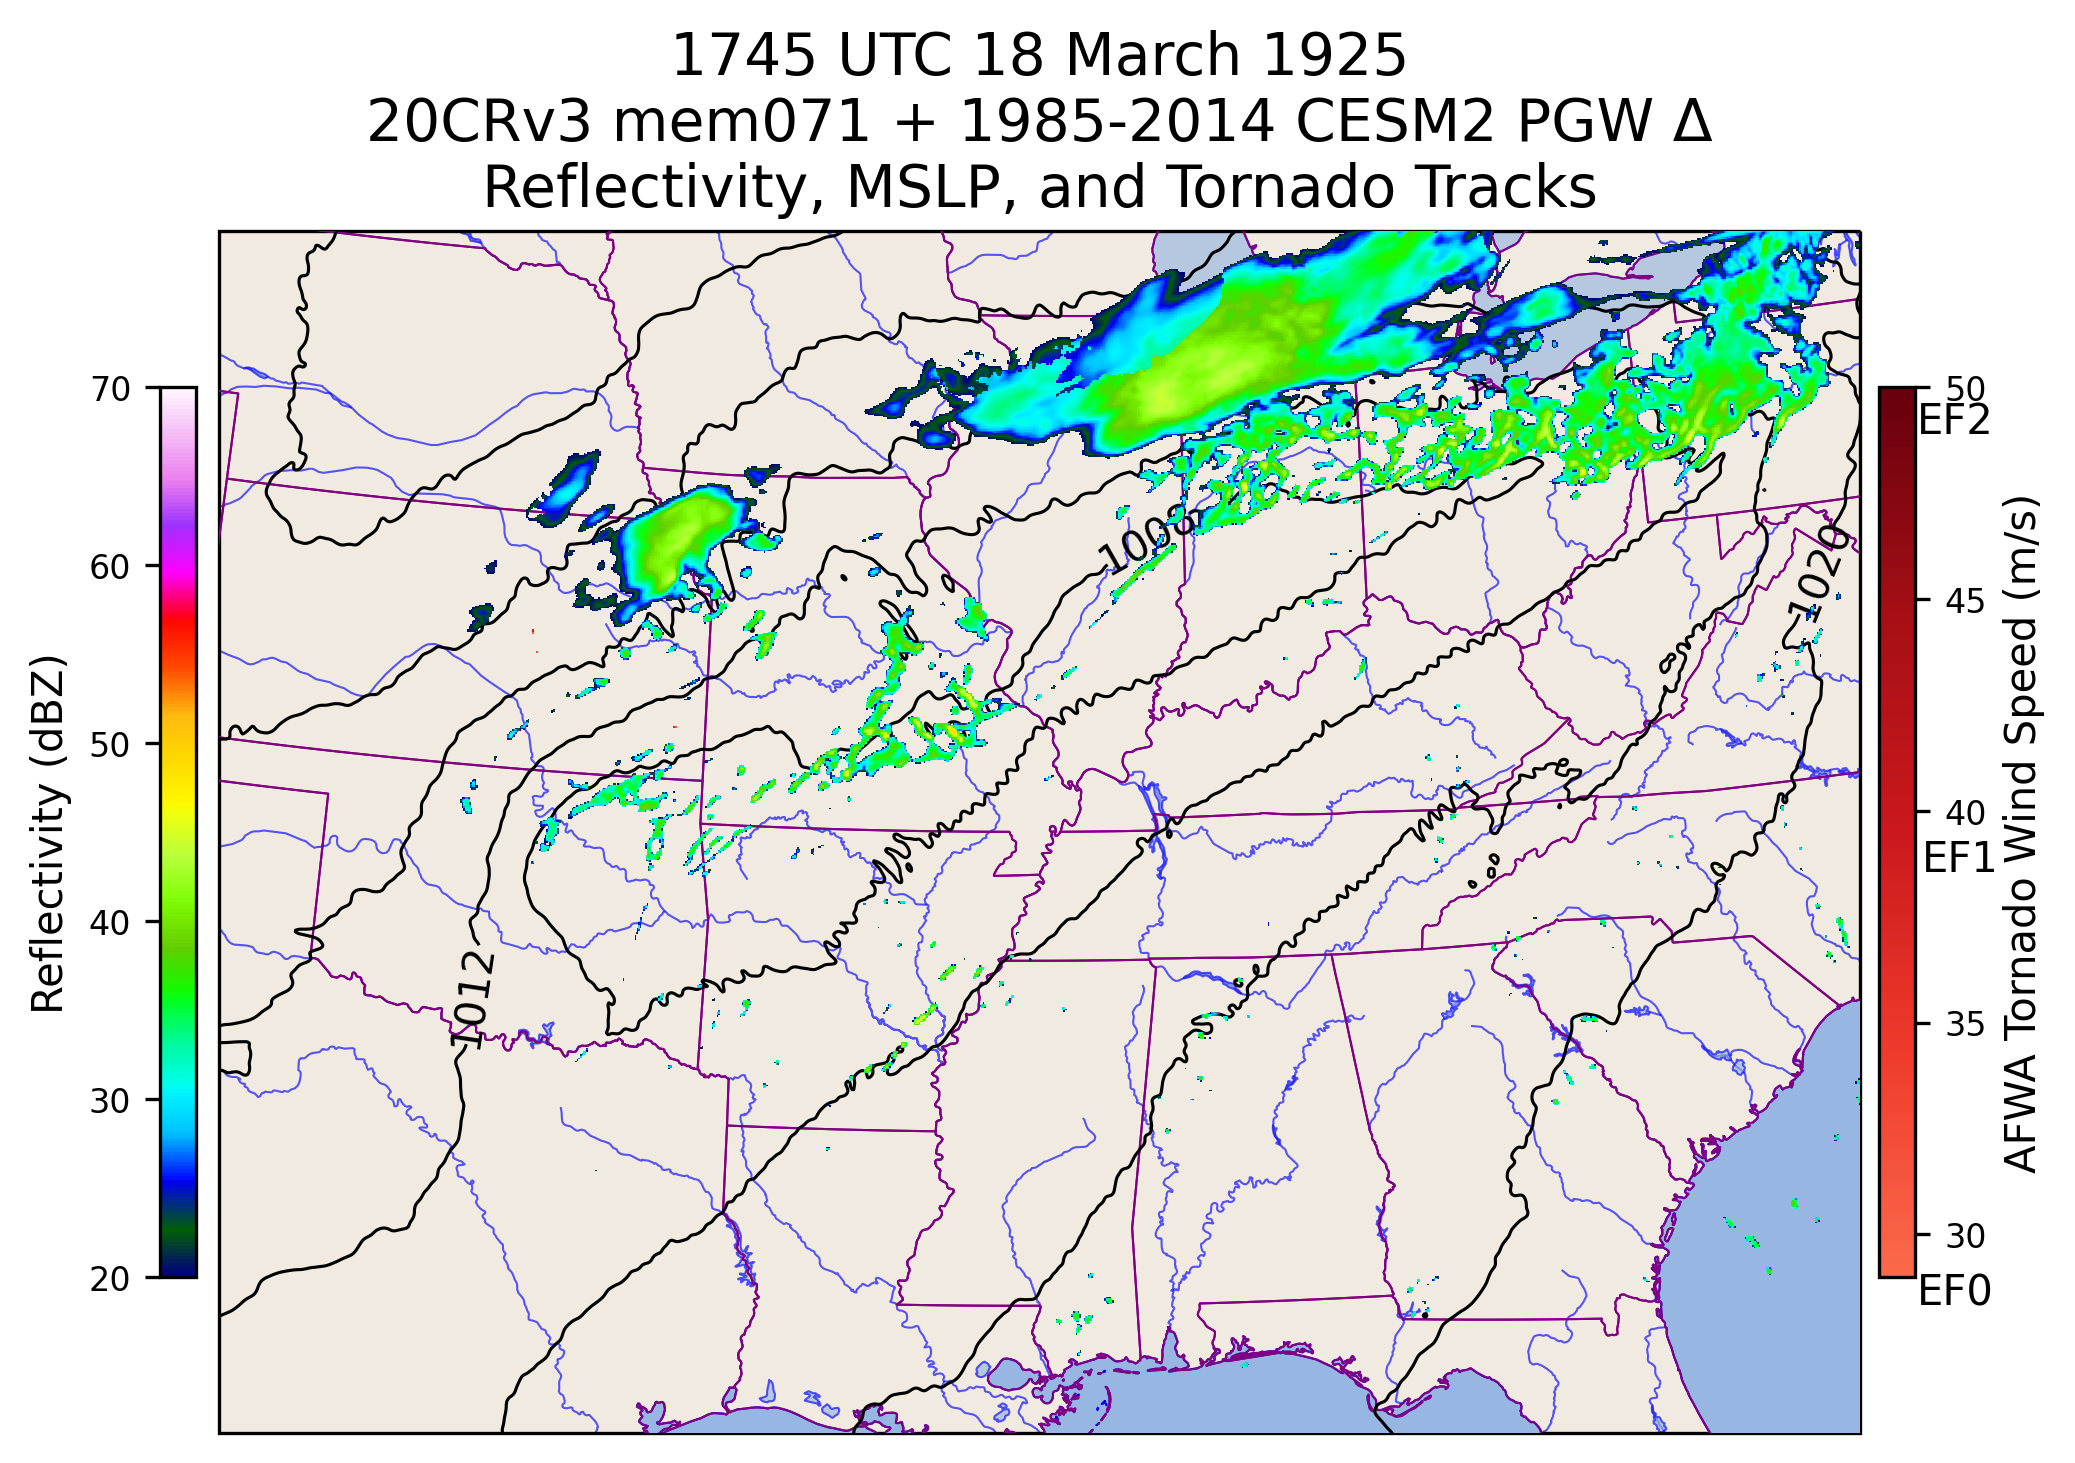 1745 UTC 18 March 1925
20CRv3 mem071 + 1985-2014 CESM2 PGW Δ
Reflectivity, MSLP, and Tornado Tracks
Reflectivity (dBZ)
70
60
50
40
30
20
1008
1012
1020
50
EF2
45
40
EF1
35
30
EF0
AFWA Tornado Wind Speed (m/s)